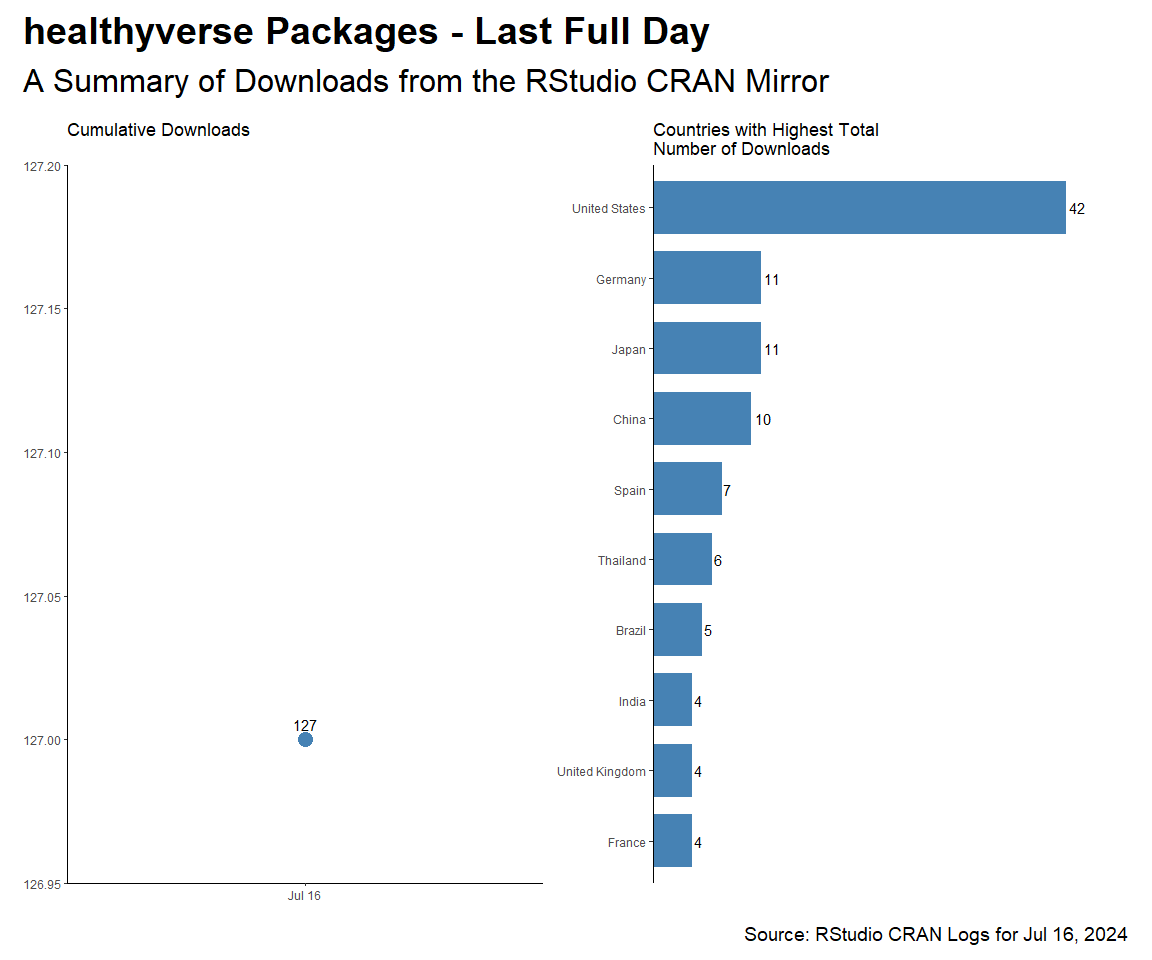 healthyverse Packages - Last Full Day
A Summary of Downloads from the RStudio CRAN Mirror
Cumulative Downloads
127.20
127.15
127.10
127.05
127.00
126.95
127
Jul 16
Countries with Highest Total
Number of Downloads
United States 42
Germany 11
Japan 11
China 10
Spain 7
Thailand 6
Brazil 5
India 4
United Kingdom 4
France 4
Source: RStudio CRAN Logs for Jul 16, 2024